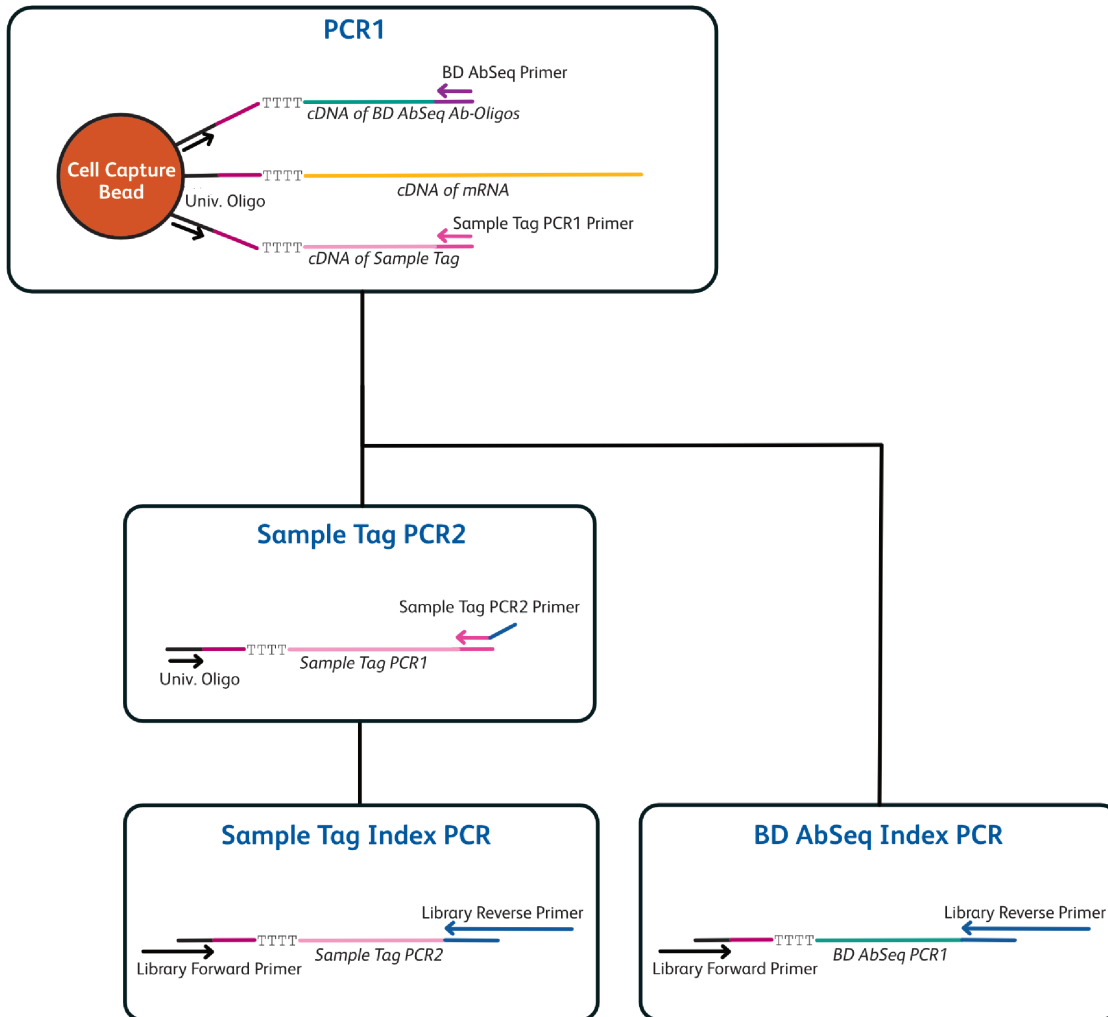 PCR1
BD AbSeq Primer
TTTT
cDNA of BD AbSeq Ab-Oligos
Cell Capture
Bead
TTTT
cDNA of mRNA
Univ. Oligo
Sample Tag PCR1 Primer
TTTT
cDNA of Sample Tag
Sample Tag PCR2
Sample Tag PCR2 Primer
TTTT
Sample Tag PCR1
Univ. Oligo
Sample Tag Index PCR
Library Reverse Primer
TTTT
Sample Tag PCR2
Library Forward Primer
BD AbSeq Index PCR
Library Reverse Primer
TTTT
BD AbSeq PCR1
Library Forward Primer